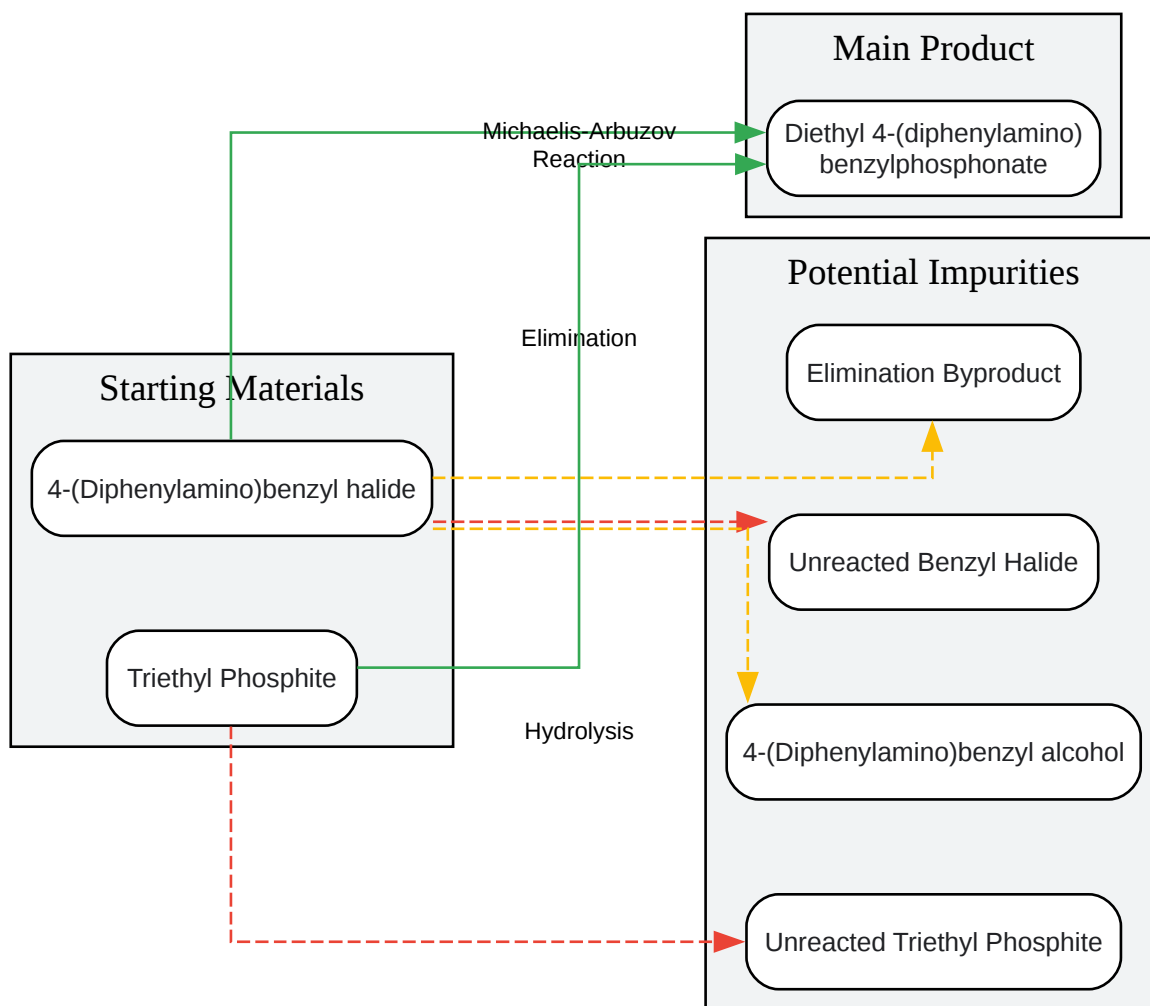 Main Product
Diethyl 4-(diphenylamino)
benzylphosphonate
Michaelis-Arbuzov
Reaction
Potential Impurities
Elimination Byproduct
Unreacted Benzyl Halide
4-(Diphenylamino)benzyl alcohol
Unreacted Triethyl Phosphite
Elimination
Starting Materials
4-(Diphenylamino)benzyl halide
Triethyl Phosphite
Hydrolysis